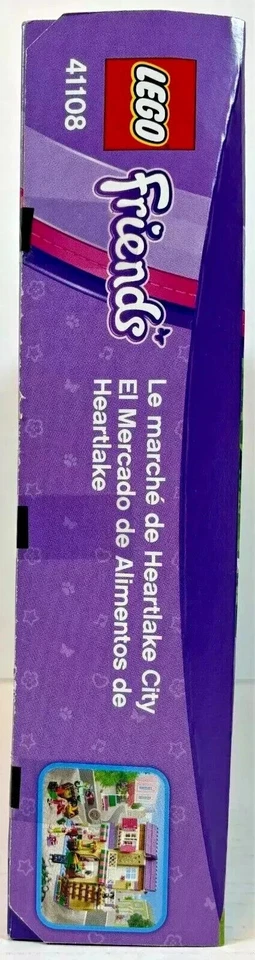 LEGO
41108
friends
Le marché de Heartlake City
El Mercado de Alimentos de
Heartlake